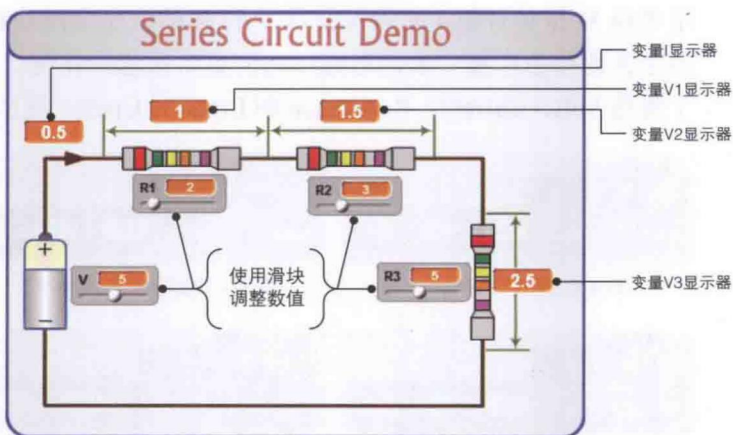 Series Circuit Demo
变量I显示器
变量V1显示器
变量V2显示器
0.5
1
1.5
R1 2
R2 3
+
V 5
使用滑块
调整数值
R3 5
2.5
变量V3显示器
−